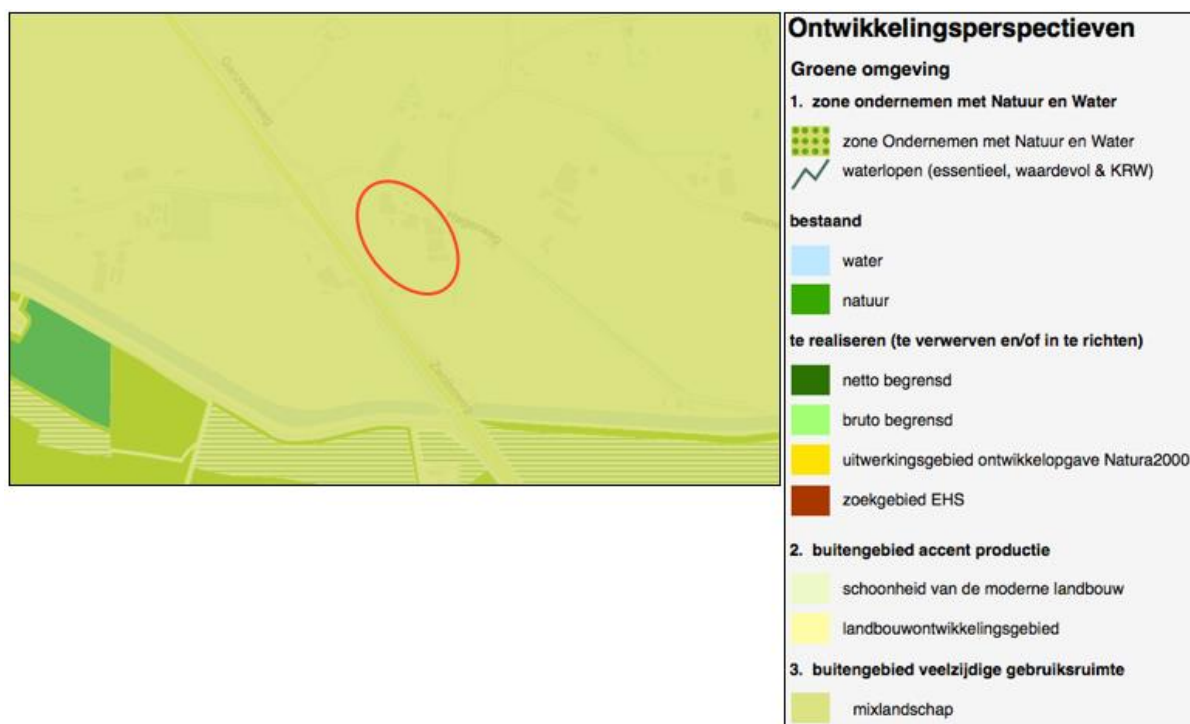 Ontwikkelingsperspectieven
Groene omgeving
1. zone ondernemen met Natuur en Water
zone Ondernemen met Natuur en Water
waterlopen (essentieel, waardevol & KRW)
bestaand
water
natuur
te realiseren (te verwerven en/of in te richten)
netto begrensd
bruto begrensd
uitwerkingsgebied ontwikkelopgave Natura2000
zoekgebied EHS
2. buitengebied accent productie
schoonheid van de moderne landbouw
landbouwontwikkelingsgebied
3. buitengebied veelzijdige gebruiksruimte
mixlandschap